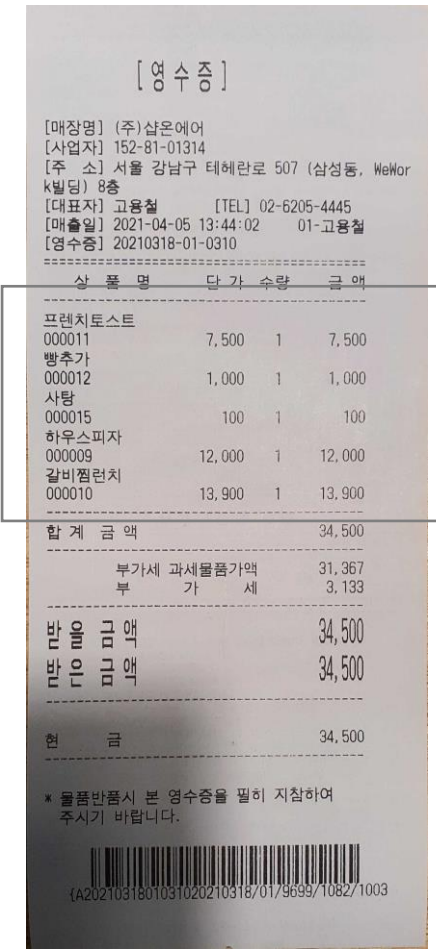 [영수증]
[매장명] (주)샵온에어
[사업자] 152-81-01314
[주 소] 서울 강남구 테헤란로 507 (삼성동, WeWor
k빌딩) 8층
[대표자] 고용철 [TEL] 02-6205-4445
[매출일] 2021-04-05 13:44:02 01-고용철
[영수증] 20210318-01-0310
상 품 명 단 가 수량 금 액
프렌치토스트
000011 7,500 1 7,500
빵추가
000012 1,000 1 1,000
사탕
000015 100 1 100
하우스피자
000009 12,000 1 12,000
갈비찜런치
000010 13,900 1 13,900
합 계 금 액 34,500
부가세 과세물품가액 31,367
부 가 세 3,133
받을 금액 34,500
받은 금액 34,500
현 금 34,500
* 물품반품시 본 영수증을 필히 지참하여
주시기 바랍니다.
{A2021031801031020210318/01/9699/1082/1003